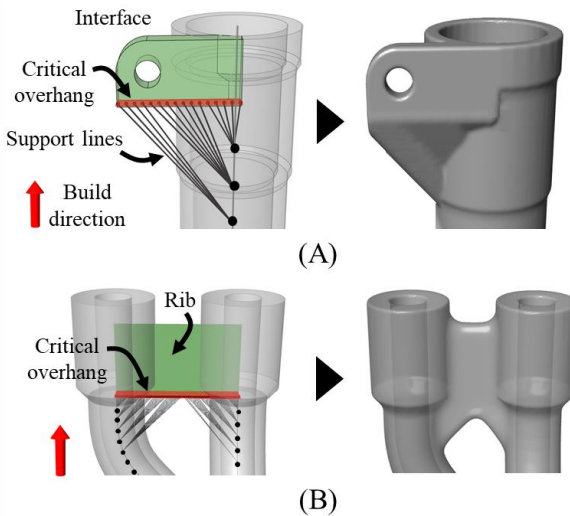 Interface
Critical
overhang
Support lines
Build
direction
(A)
Rib
Critical
overhang
(B)